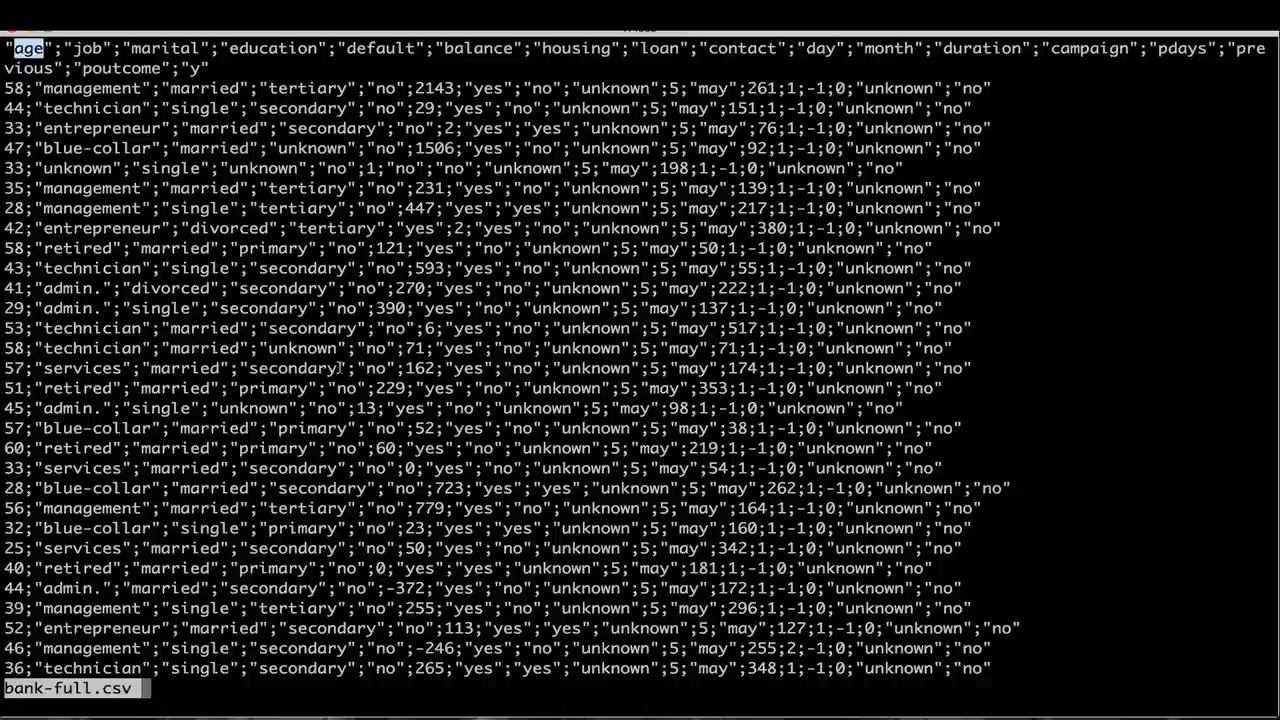 "age";"job";"marital";"education";"default";"balance";"housing";"loan";"contact";"day";"month";"duration";"campaign";"pdays";"pre
vious";"poutcome";"y"
58;"management";"married";"tertiary";"no";2143;"yes";"no";"unknown";5;"may";261;1;-1;0;"unknown";"no"
44;"technician";"single";"secondary";"no";29;"yes";"no";"unknown";5;"may";151;1;-1;0;"unknown";"no"
33;"entrepreneur";"married";"secondary";"no";2;"yes";"yes";"unknown";5;"may";76;1;-1;0;"unknown";"no"
47;"blue-collar";"married";"unknown";"no";1506;"yes";"no";"unknown";5;"may";92;1;-1;0;"unknown";"no"
33;"unknown";"single";"unknown";"no";1;"no";"no";"unknown";5;"may";198;1;-1;0;"unknown";"no"
35;"management";"married";"tertiary";"no";231;"yes";"no";"unknown";5;"may";139;1;-1;0;"unknown";"no"
28;"management";"single";"tertiary";"no";447;"yes";"yes";"unknown";5;"may";217;1;-1;0;"unknown";"no"
42;"entrepreneur";"divorced";"tertiary";"yes";2;"yes";"no";"unknown";5;"may";380;1;-1;0;"unknown";"no"
58;"retired";"married";"primary";"no";121;"yes";"no";"unknown";5;"may";50;1;-1;0;"unknown";"no"
43;"technician";"single";"secondary";"no";593;"yes";"no";"unknown";5;"may";55;1;-1;0;"unknown";"no"
41;"admin.";"divorced";"secondary";"no";270;"yes";"no";"unknown";5;"may";222;1;-1;0;"unknown";"no"
29;"admin.";"single";"secondary";"no";390;"yes";"no";"unknown";5;"may";137;1;-1;0;"unknown";"no"
53;"technician";"married";"secondary";"no";6;"yes";"no";"unknown";5;"may";517;1;-1;0;"unknown";"no"
58;"technician";"married";"unknown";"no";71;"yes";"no";"unknown";5;"may";71;1;-1;0;"unknown";"no"
57;"services";"married";"secondary";"no";162;"yes";"no";"unknown";5;"may";174;1;-1;0;"unknown";"no"
51;"retired";"married";"primary";"no";229;"yes";"no";"unknown";5;"may";353;1;-1;0;"unknown";"no"
45;"admin.";"single";"unknown";"no";13;"yes";"no";"unknown";5;"may";98;1;-1;0;"unknown";"no"
57;"blue-collar";"married";"primary";"no";52;"yes";"no";"unknown";5;"may";38;1;-1;0;"unknown";"no"
60;"retired";"married";"primary";"no";60;"yes";"no";"unknown";5;"may";219;1;-1;0;"unknown";"no"
33;"services";"married";"secondary";"no";0;"yes";"no";"unknown";5;"may";54;1;-1;0;"unknown";"no"
28;"blue-collar";"married";"secondary";"no";723;"yes";"yes";"unknown";5;"may";262;1;-1;0;"unknown";"no"
56;"management";"married";"tertiary";"no";779;"yes";"no";"unknown";5;"may";164;1;-1;0;"unknown";"no"
32;"blue-collar";"single";"primary";"no";23;"yes";"yes";"unknown";5;"may";160;1;-1;0;"unknown";"no"
25;"services";"married";"secondary";"no";50;"yes";"no";"unknown";5;"may";342;1;-1;0;"unknown";"no"
40;"retired";"married";"primary";"no";0;"yes";"yes";"unknown";5;"may";181;1;-1;0;"unknown";"no"
44;"admin.";"married";"secondary";"no";-372;"yes";"no";"unknown";5;"may";172;1;-1;0;"unknown";"no"
39;"management";"single";"tertiary";"no";255;"yes";"no";"unknown";5;"may";296;1;-1;0;"unknown";"no"
52;"entrepreneur";"married";"secondary";"no";113;"yes";"yes";"unknown";5;"may";127;1;-1;0;"unknown";"no"
46;"management";"single";"secondary";"no";-246;"yes";"no";"unknown";5;"may";255;2;-1;0;"unknown";"no"
36;"technician";"single";"secondary";"no";265;"yes";"yes";"unknown";5;"may";348;1;-1;0;"unknown";"no"
bank-full.csv